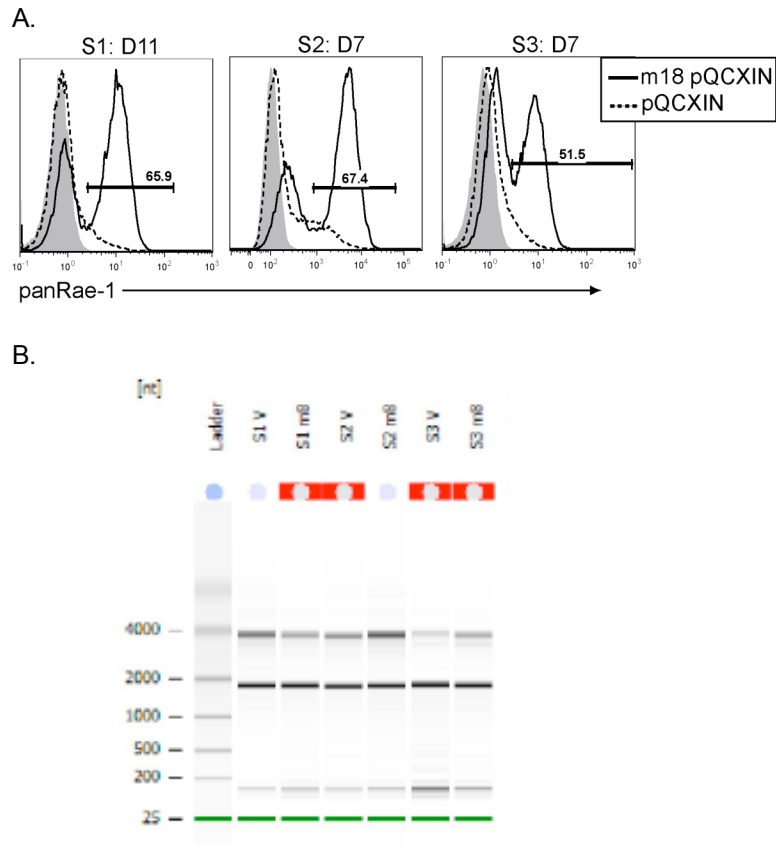 A.
S1: D11
S2: D7
S3: D7
m18 pQCXIN
pQCXIN
65.9
67.4
51.5
10-1 100 101 102 103
0 102 103 104 105
10-1 100 101 102 103
panRae-1
B.
[nt]
Ladder
S1 V
S1 m8
S2 V
S2 m8
S3 V
S3 m8
4000
2000
1000
500
200
25